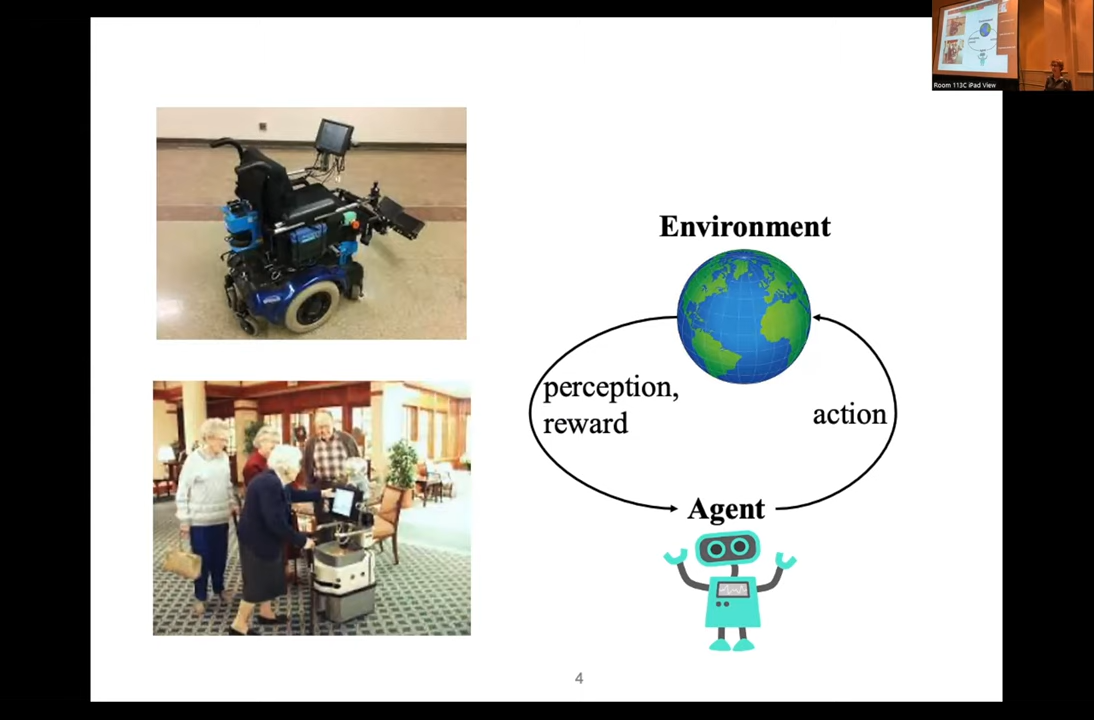 Room 113C iPad View
Environment
perception,
reward
action
Agent
4